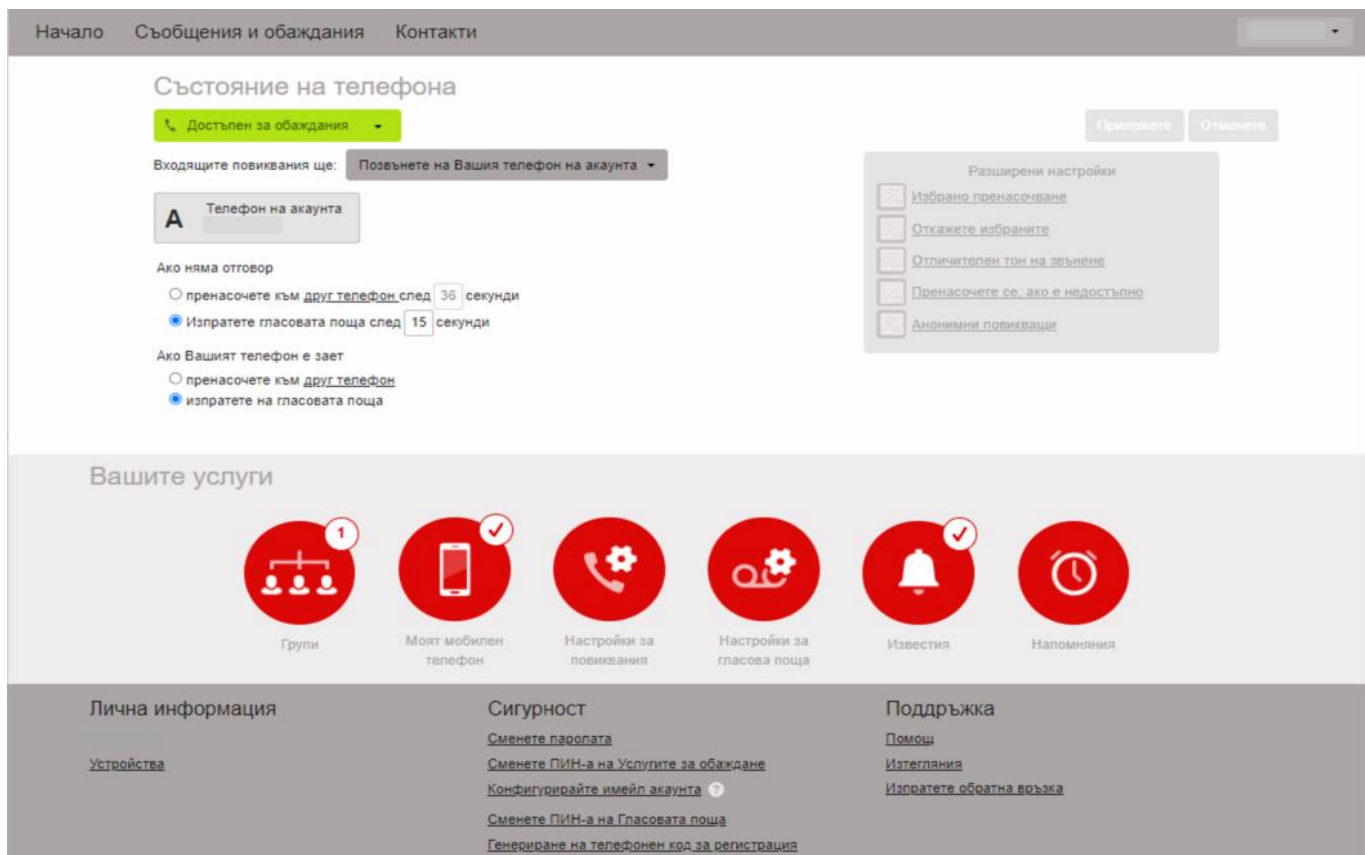 Начало Съобщения и обаждания Контакти
Състояние на телефона
Достъпен за обаждания
Приложете Отменете
Входящите повиквания ще: Позвънете на Вашия телефон на акаунта
A Телефон на акаунта
Ако няма отговор
пренасочете към друг телефон след 36 секунди
Изпратете гласовата поща след 15 секунди
Ако Вашият телефон е зает
пренасочете към друг телефон
изпратете на гласовата поща
Разширени настройки
Избрано пренасочване
Откажете избраните
Отличителен тон на звънене
Пренасочете се, ако е недостъпно
Анонимни повикващи
Вашите услуги
1
Групи
Моят мобилен
телефон
Настройки за
повиквания
Настройки за
гласова поща
Известия
Напомняния
Лична информация
Устройства
Сигурност
Сменете паролата
Сменете ПИН-а на Услугите за обаждане
Конфигурирайте имейл акаунта ?
Сменете ПИН-а на Гласовата поща
Генериране на телефонен код за регистрация
Поддръжка
Помощ
Изтегляния
Изпратете обратна връзка